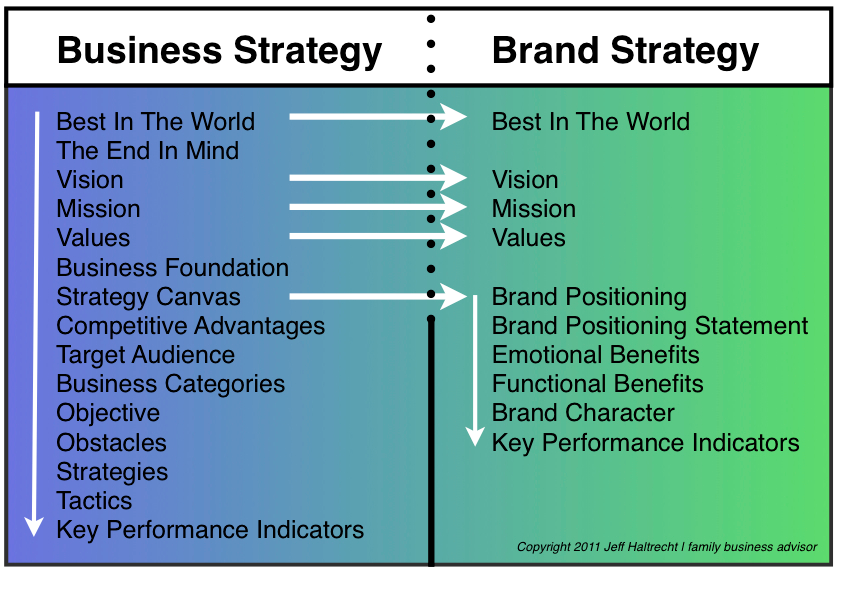 Business Strategy
Brand Strategy
Best In The World
The End In Mind
Vision
Mission
Values
Business Foundation
Strategy Canvas
Competitive Advantages
Target Audience
Business Categories
Objective
Obstacles
Strategies
Tactics
Key Performance Indicators
Best In The World
Vision
Mission
Values
Brand Positioning
Brand Positioning Statement
Emotional Benefits
Functional Benefits
Brand Character
Key Performance Indicators
Copyright 2011 Jeff Haltrecht I family business advisor